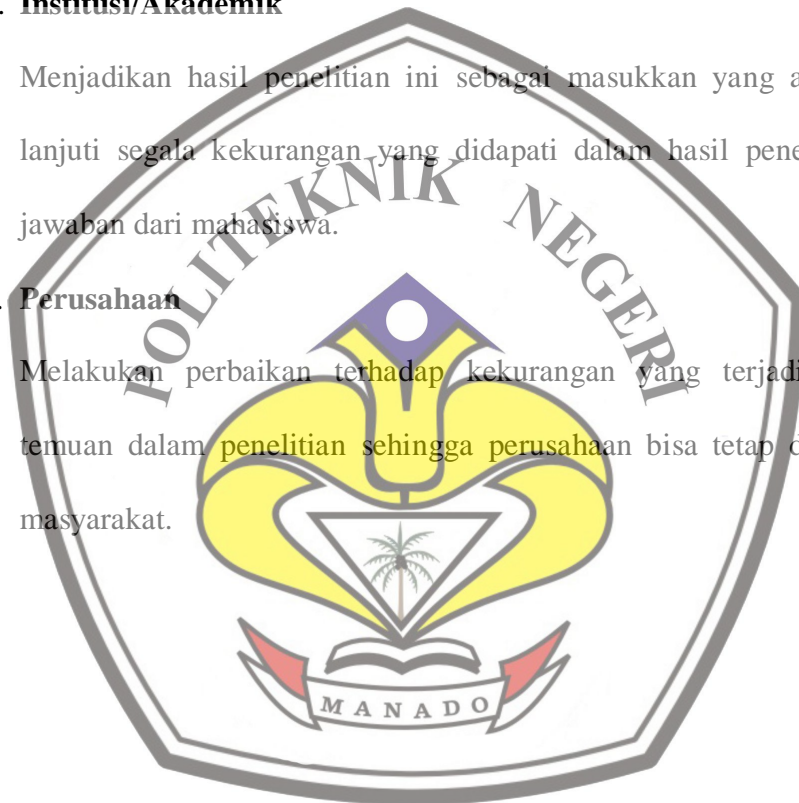 . Institusi/Akademik
Menjadikan hasil penelitian ini sebagai masukkan yang a
lanjuti segala kekurangan yang didapati dalam hasil pene
jawaban dari mahasiswa.
. Perusahaan
Melakukan perbaikan terhadap kekurangan yang terjadi
temuan dalam penelitian sehingga perusahaan bisa tetap d
masyarakat.
POLITEKNIK NEGERI
MANADO